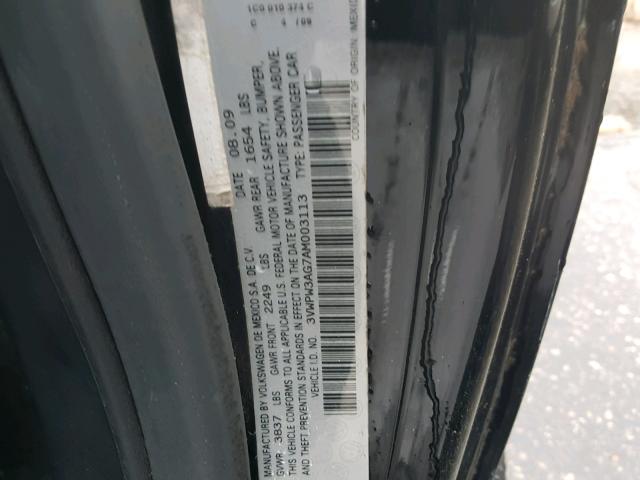 1C0 010 374 C
C 4 / 09
MANUFACTURED BY VOLKSWAGEN DE MEXICO S.A. DE C.V. DATE 08.09
GVWR 3837 LBS GAWR FRONT 2249 LBS GAWR REAR 1654 LBS
THIS VEHICLE CONFORMS TO ALL APPLICABLE U.S. FEDERAL MOTOR VEHICLE SAFETY, BUMPER,
AND THEFT PREVENTION STANDARDS IN EFFECT ON THE DATE OF MANUFACTURE SHOWN ABOVE.
VEHICLE I.D. NO. 3VWPW3AG7AM003113 TYPE: PASSENGER CAR
COUNTRY OF ORIGIN: MEXICO